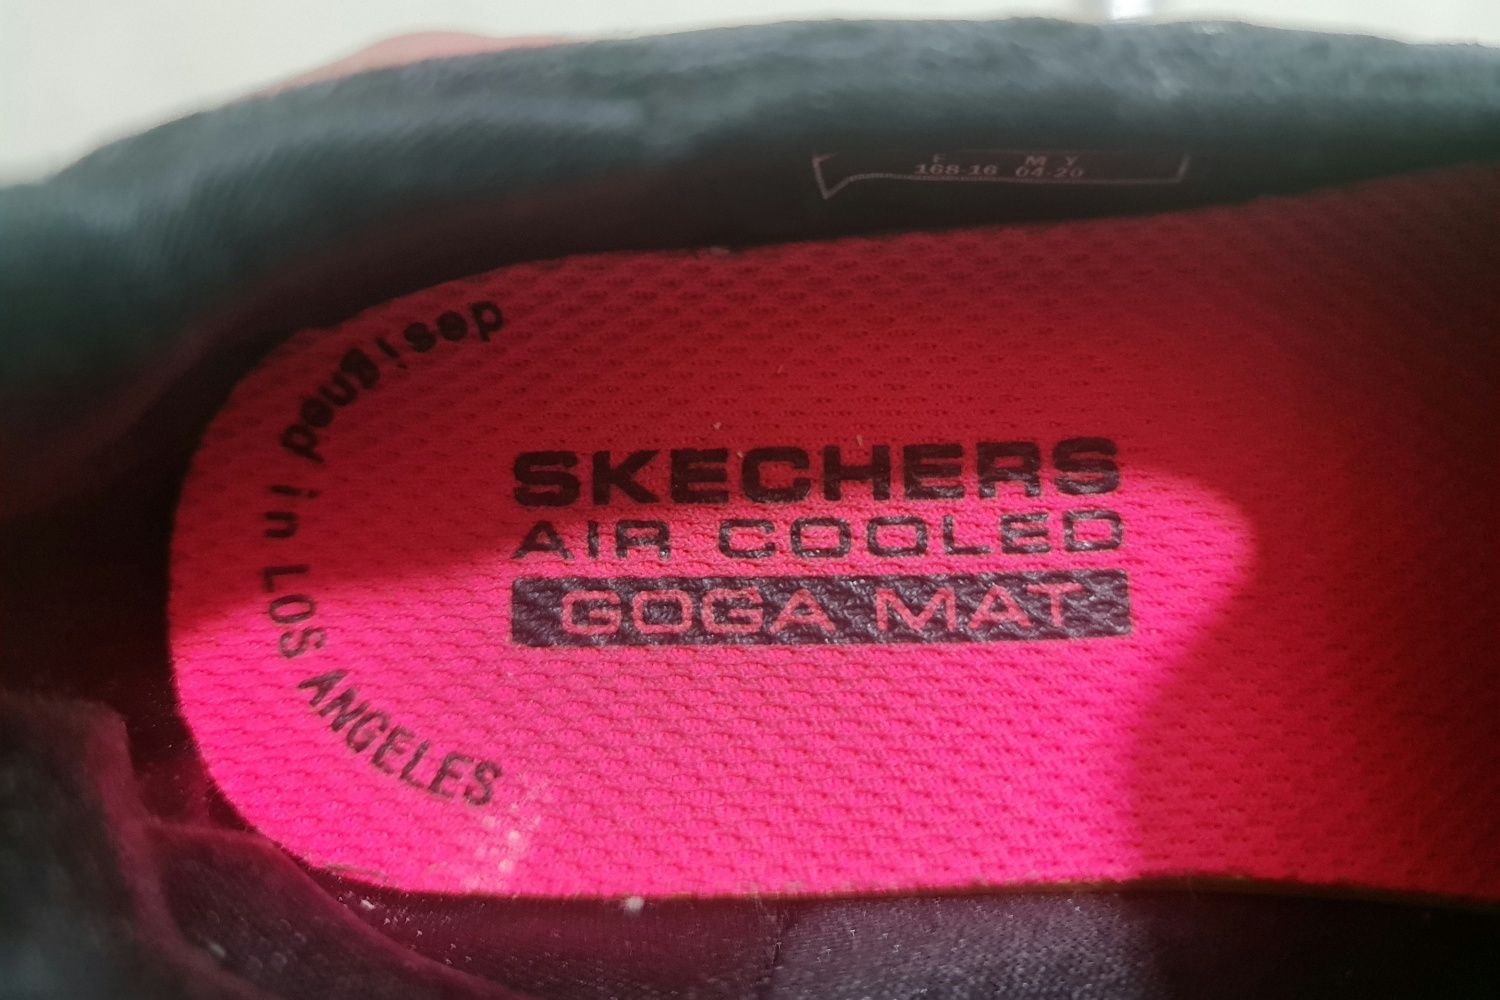 F M Y
168-16 04-20
designed in LOS ANGELES
SKECHERS
AIR COOLED
GOGA MAT